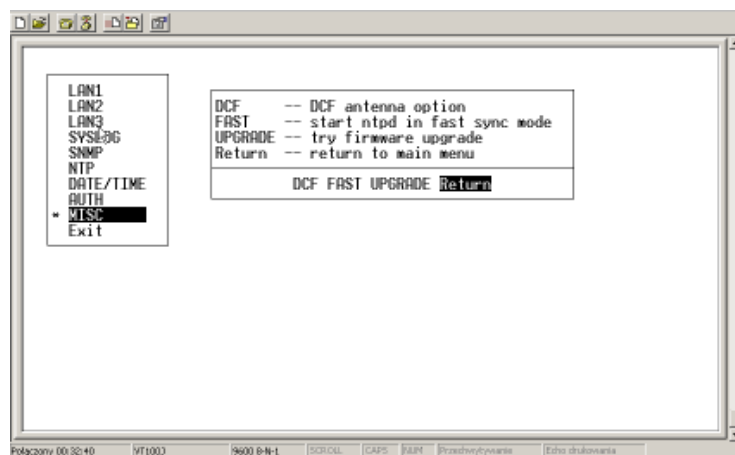 LAN1
LAN2
LAN3
SYSLOG
SNMP
NTP
DATE/TIME
AUTH
* MISC
Exit
DCF -- DCF antenna option
FAST -- start ntpd in fast sync mode
UPGRADE -- try firmware upgrade
Return -- return to main menu
DCF FAST UPGRADE Return
Połączony 00:32:40 VT100J 9600 8-N-1 SCROLL CAPS NUM Przechwytywanie Echo drukowania